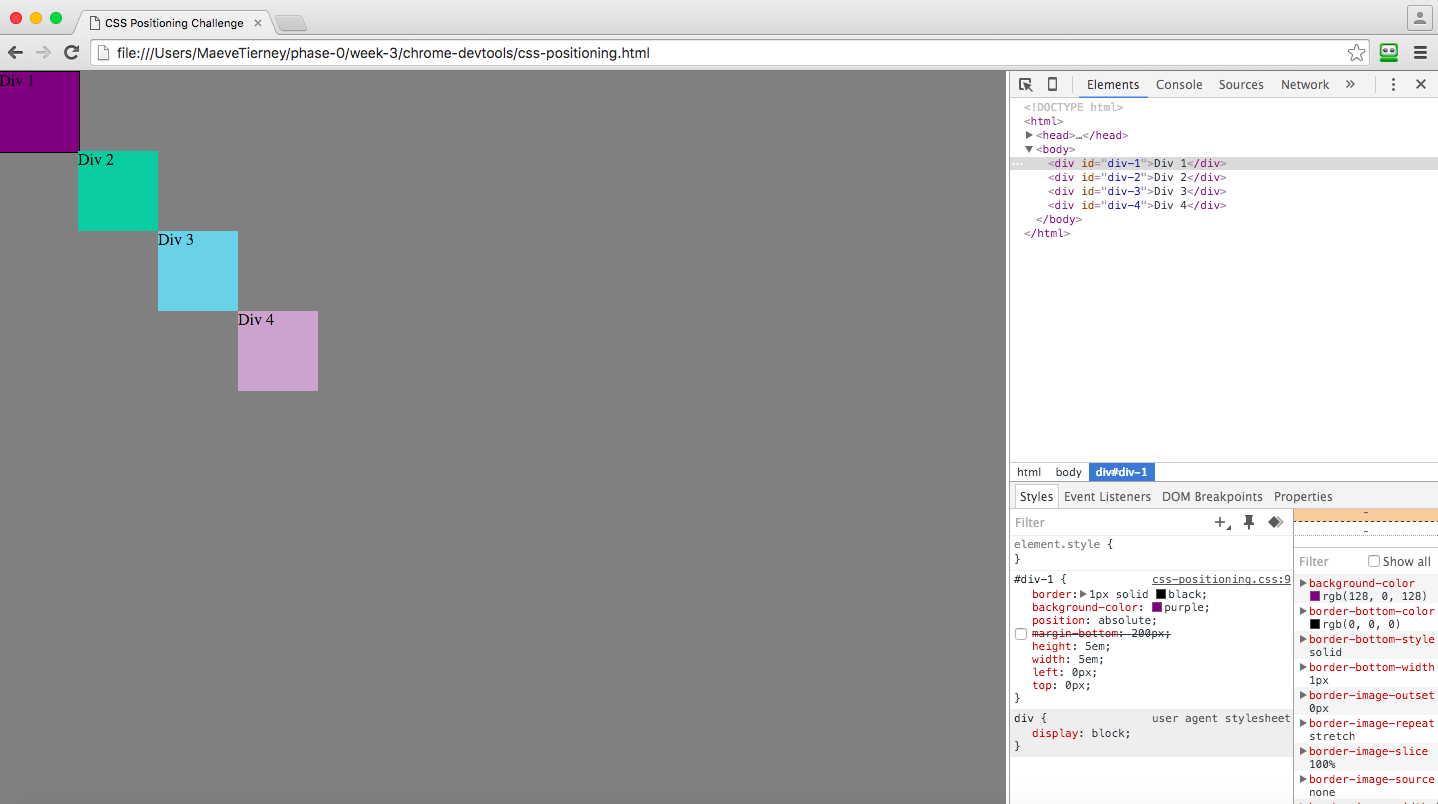 CSS Positioning Challenge
file:///Users/MaeveTierney/phase-0/week-3/chrome-devtools/css-positioning.html
Div 1
Div 2
Div 3
Div 4
Elements Console Sources Network »
<!DOCTYPE html>
<html>
<head>…</head>
<body>
<div id="div-1">Div 1</div>
<div id="div-2">Div 2</div>
<div id="div-3">Div 3</div>
<div id="div-4">Div 4</div>
</body>
</html>
html body div#div-1
Styles Event Listeners DOM Breakpoints Properties
Filter
element.style {
}
#div-1 { css-positioning.css:9
border: 1px solid black;
background-color: purple;
position: absolute;
margin-bottom: 200px;
height: 5em;
width: 5em;
left: 0px;
top: 0px;
}
div { user agent stylesheet
display: block;
}
-
-
Filter Show all
background-color
rgb(128, 0, 128)
border-bottom-color
rgb(0, 0, 0)
border-bottom-style
solid
border-bottom-width
1px
border-image-outset
0px
border-image-repeat
stretch
border-image-slice
100%
border-image-source
none